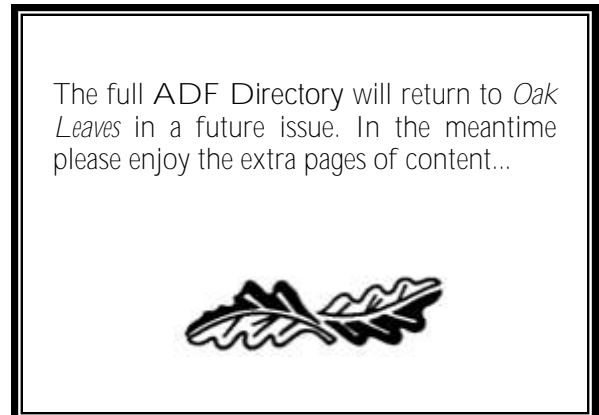 The full ADF Directory will return to Oak
Leaves in a future issue. In the meantime
please enjoy the extra pages of content...